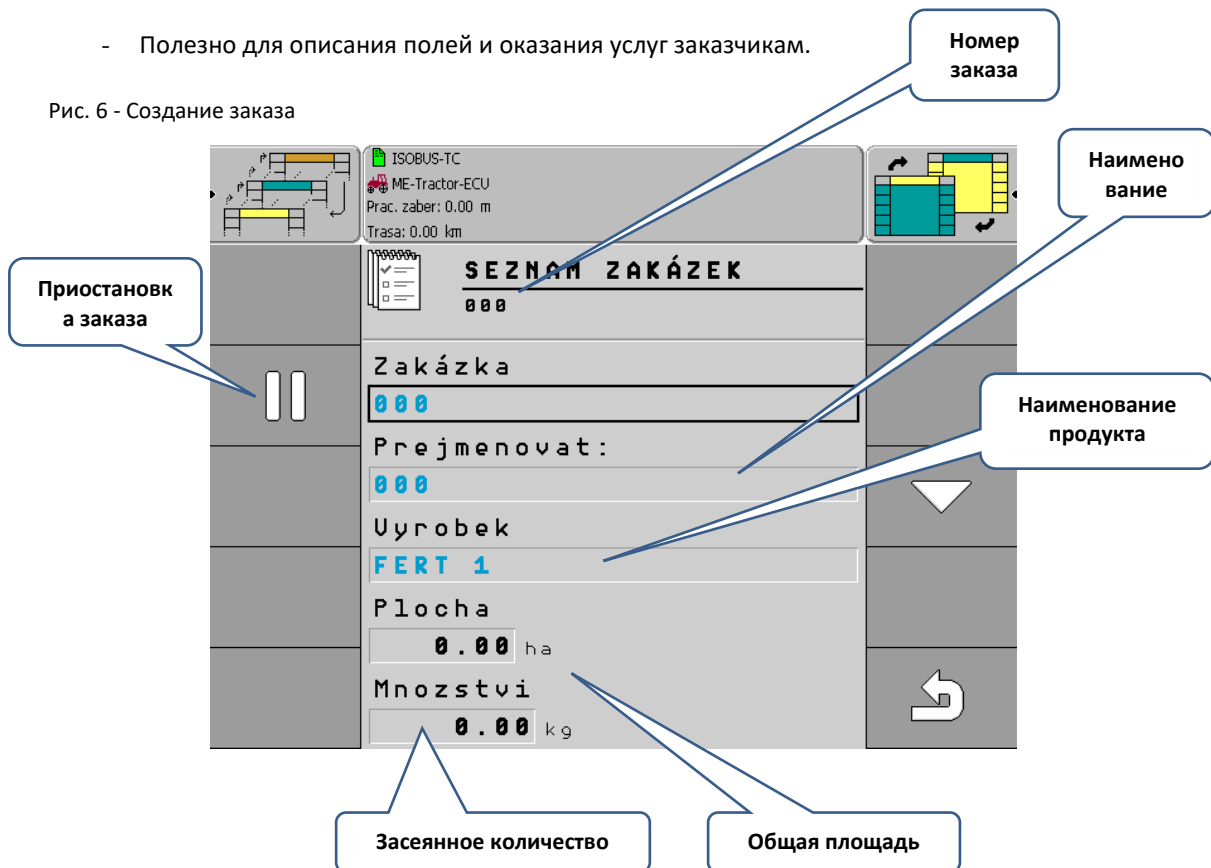 - Полезно для описания полей и оказания услуг заказчикам.
Номер
заказа
Рис. 6 - Создание заказа
ISOBUS-TC
ME-Tractor-ECU
Prac. zaber: 0.00 m
Trasa: 0.00 km
Наимено
вание
SEZNAM ZAKÁZEK
000
Приостановк
а заказа
Zakázka
000
Наименование
продукта
Prejmenovat:
000
Vyrobek
FERT 1
Plocha
0.00 ha
Mnozstvi
0.00 kg
Засеянное количество
Общая площадь